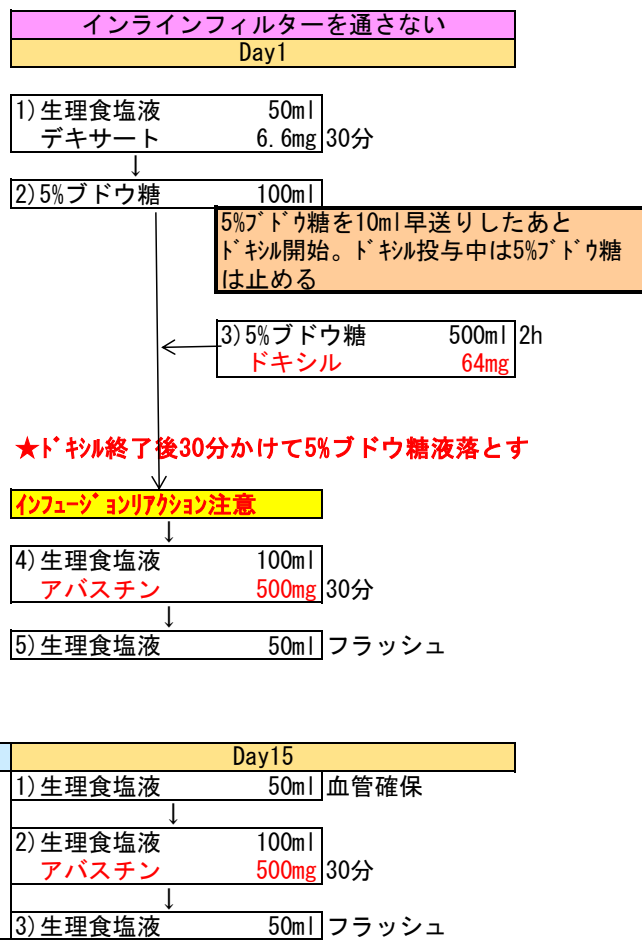 インラインフィルターを通さない
Day1
1)生理食塩液 50ml
デキサート 6.6mg 30分
↓
2)5%ブドウ糖 100ml
5%ﾌﾞﾄﾞｳ糖を10ml早送りしたあと
ﾄﾞｷｼﾙ開始。ﾄﾞｷｼﾙ投与中は5%ﾌﾞﾄﾞｳ糖
は止める
3)5%ブドウ糖 500ml 2h
ドキシル 64mg
★ﾄﾞｷｼﾙ終了後30分かけて5%ブドウ糖液落とす
ｲﾝﾌｭｰｼﾞｮﾝﾘｱｸｼｮﾝ注意
↓
4)生理食塩液 100ml
アバスチン 500mg 30分
↓
5)生理食塩液 50ml フラッシュ
Day15
1)生理食塩液 50ml 血管確保
↓
2)生理食塩液 100ml
アバスチン 500mg 30分
↓
3)生理食塩液 50ml フラッシュ